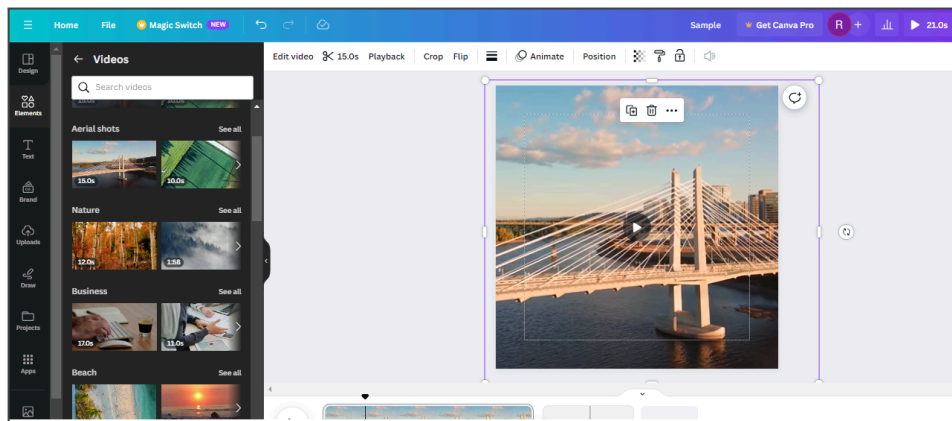 Home File Magic Switch NEW Sample Get Canva Pro R + 21.0s
Design
Elements
Text
Brand
Uploads
Draw
Projects
Apps
Videos
Search videos
Aerial shots See all
15.0s 10.0s
Nature See all
12.0s 1:58
Business See all
17.0s 11.0s
Beach See all
Edit video 15.0s Playback Crop Flip Animate Position